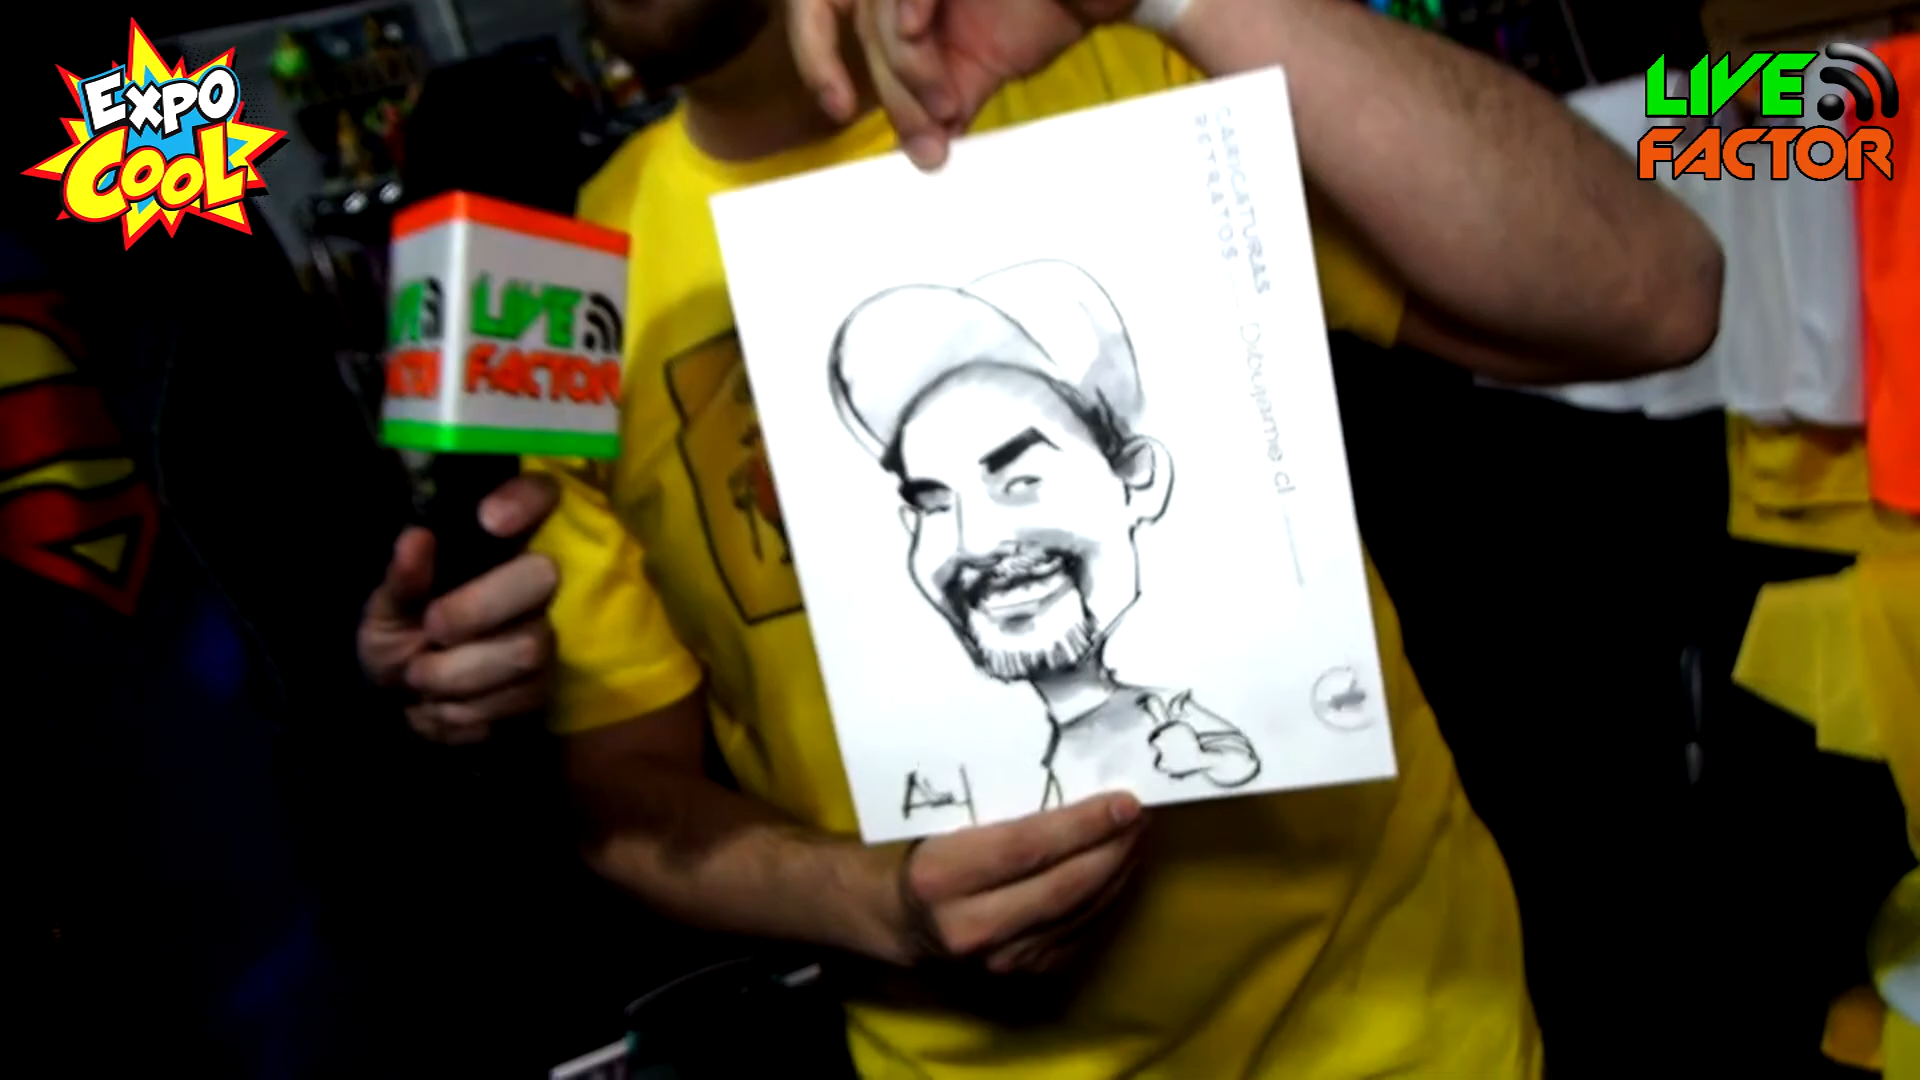 EXPO
COOL
LIVE
FACTOR
LIVE
FACTOR
CARICATURAS
RETRATOS
Dibujame.cl